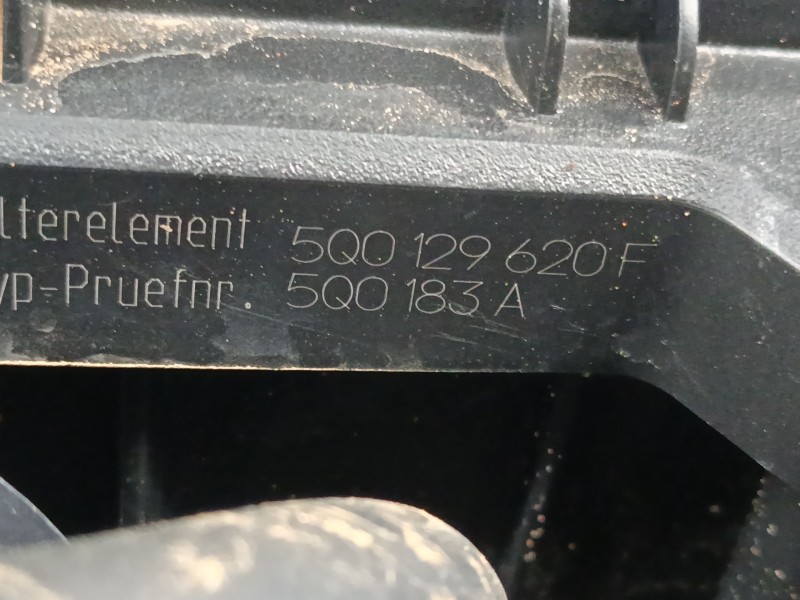 lterelement 5Q0 129 620 F
yp-Pruefnr. 5Q0 183 A